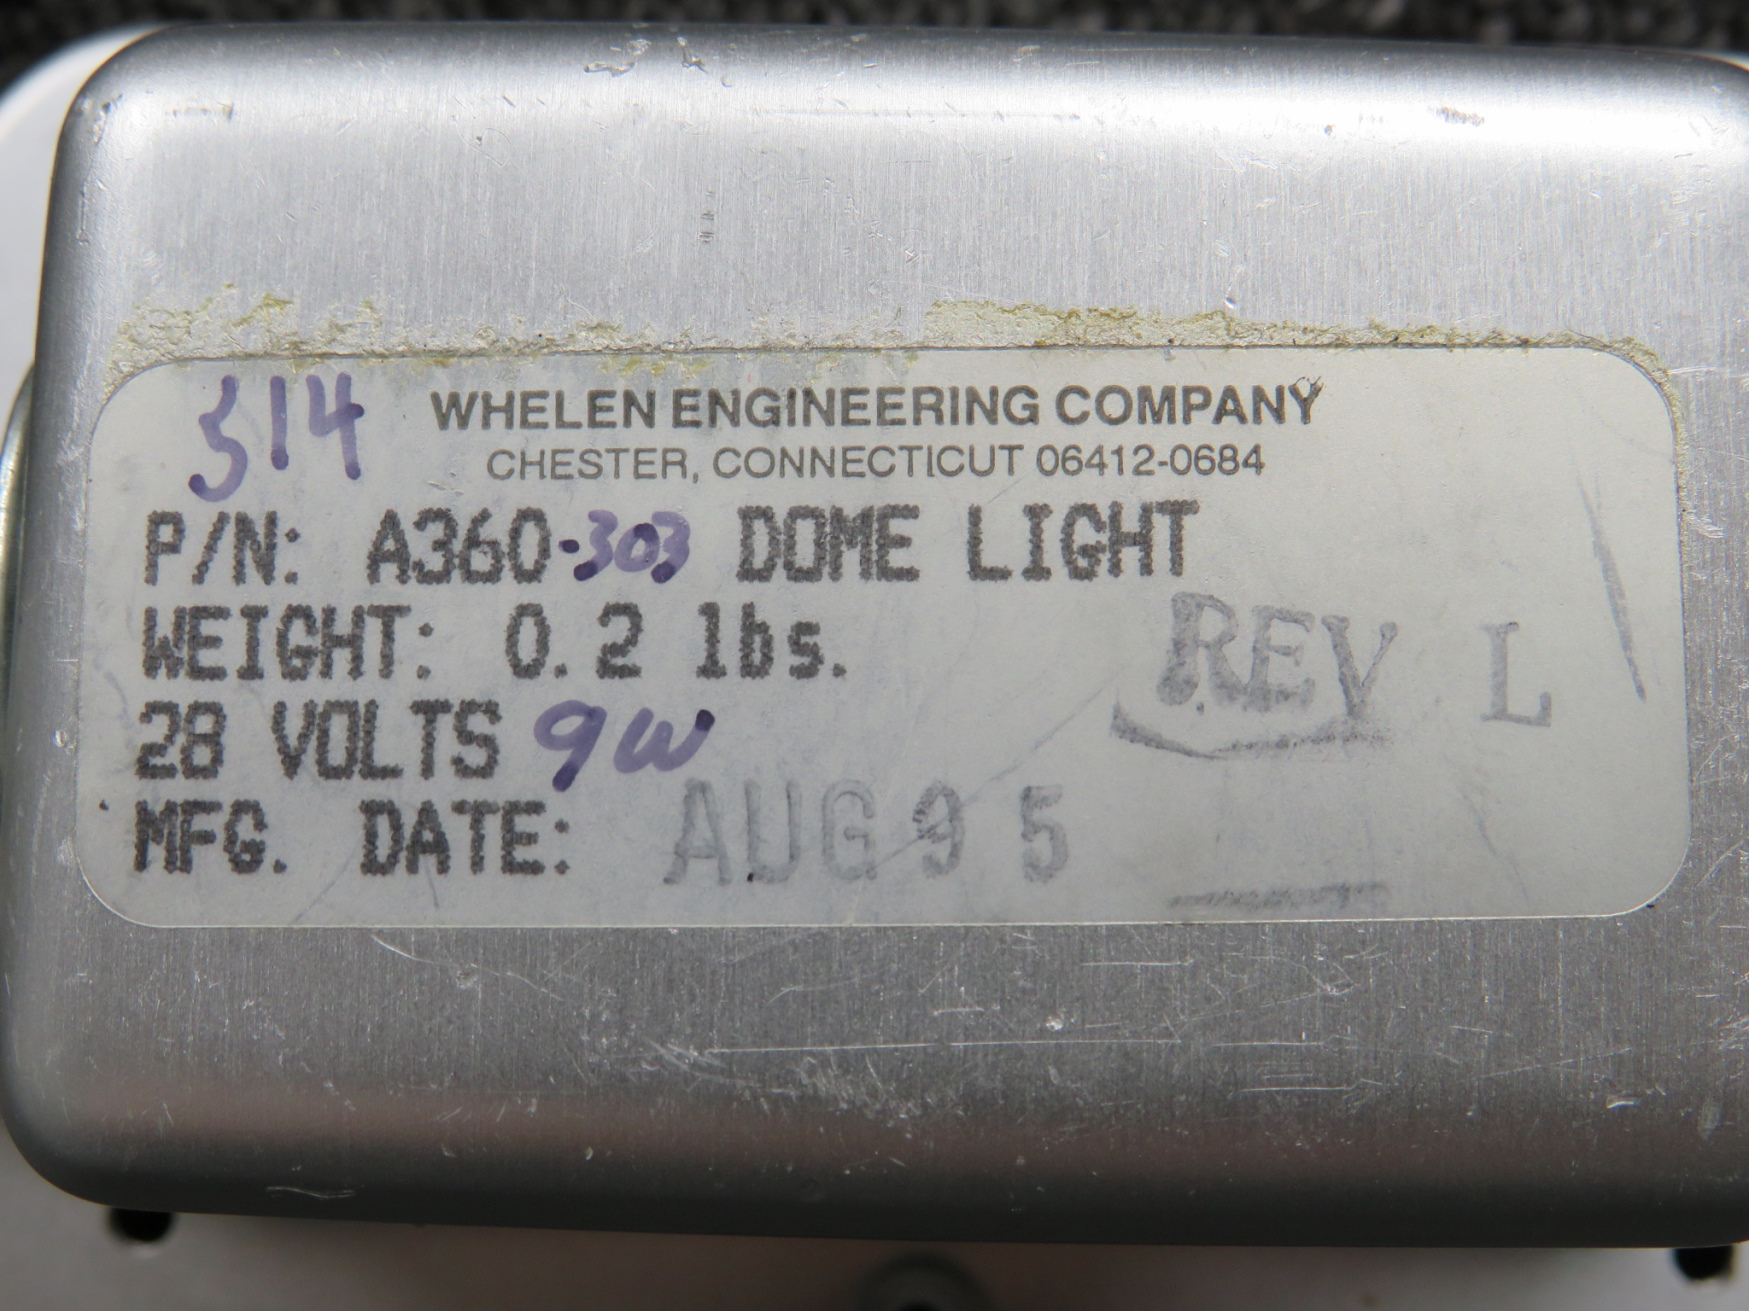 514 WHELEN ENGINEERING COMPANY
CHESTER, CONNECTICUT 06412-0684
P/N: A360-303 DOME LIGHT
WEIGHT: 0.2 lbs.
REV L
28 VOLTS 9W
MFG. DATE: AUG 95